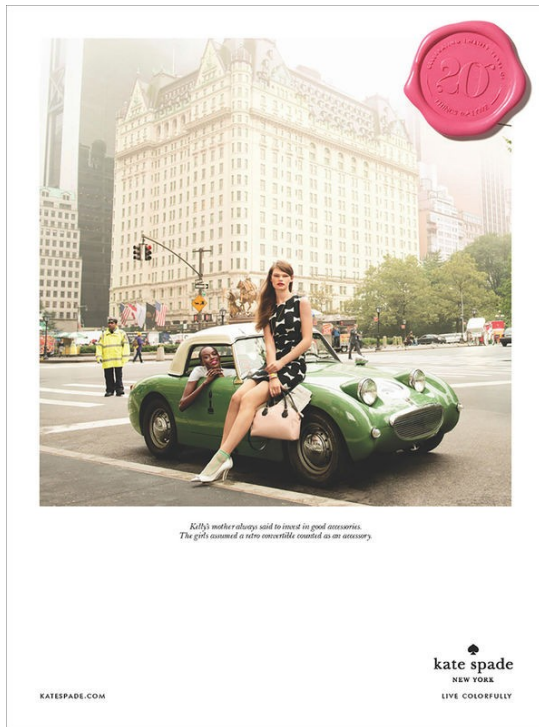 20
Kelly's mother always said to invest in good accessories.
The girls assumed a retro convertible counted as an accessory.
kate spade
NEW YORK
KATESPADE.COM
LIVE COLORFULLY